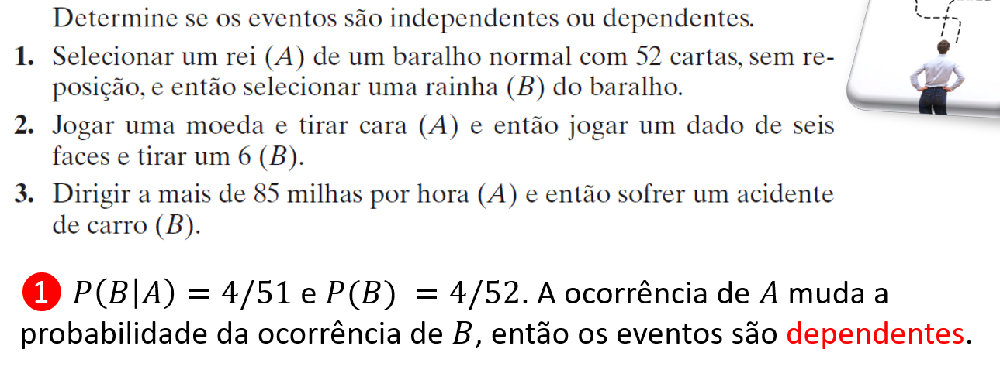 Determine se os eventos são independentes ou dependentes.
1. Selecionar um rei (A) de um baralho normal com 52 cartas, sem re-
posição, e então selecionar uma rainha (B) do baralho.
2. Jogar uma moeda e tirar cara (A) e então jogar um dado de seis
faces e tirar um 6 (B).
3. Dirigir a mais de 85 milhas por hora (A) e então sofrer um acidente
de carro (B).
1 P(B|A) = 4/51 e P(B) = 4/52. A ocorrência de A muda a
probabilidade da ocorrência de B, então os eventos são dependentes.